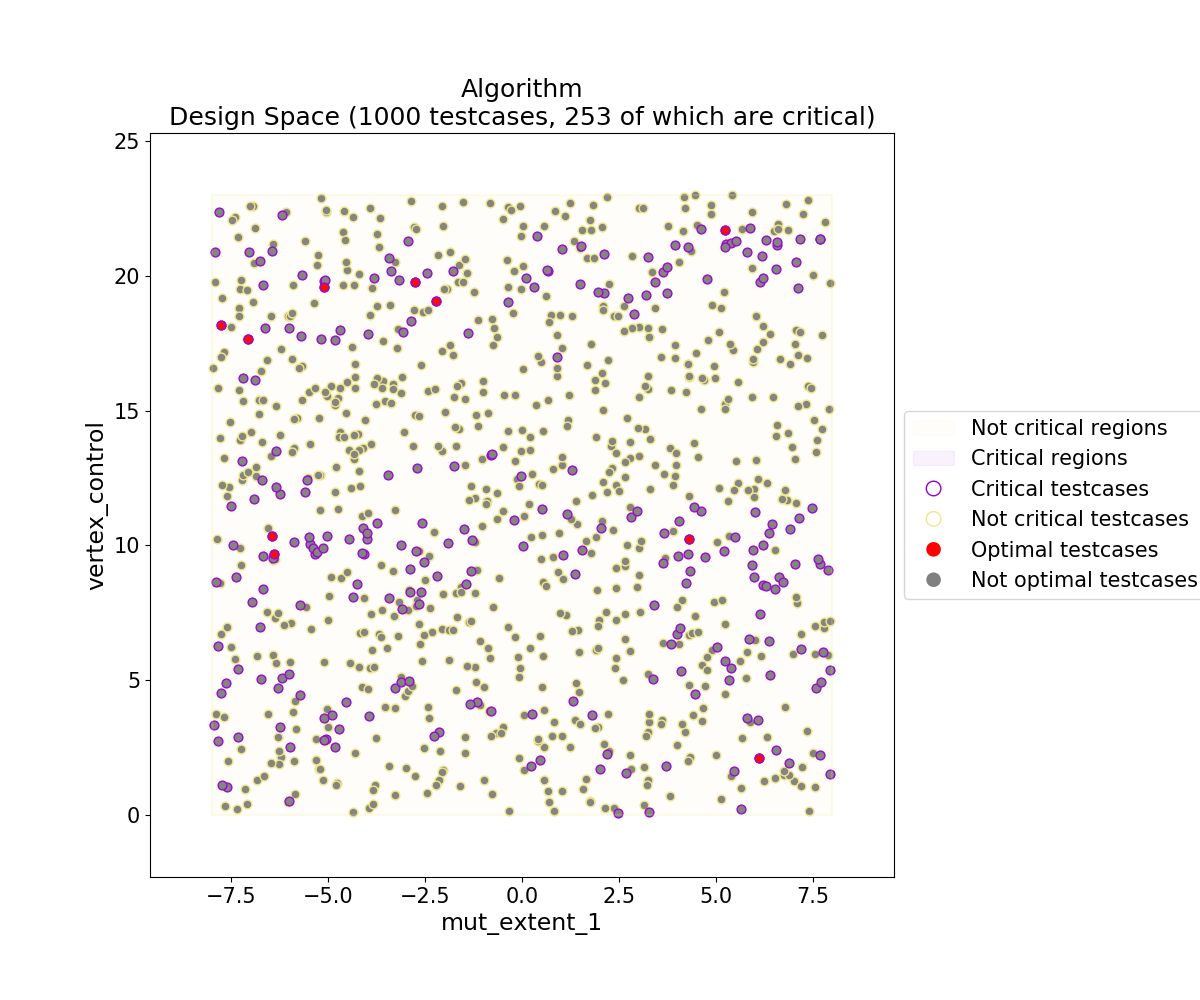 Algorithm
Design Space (1000 testcases, 253 of which are critical)
25
20
15
10
5
0
vertex_control
−7.5
−5.0
−2.5
0.0
2.5
5.0
7.5
mut_extent_1
Not critical regions
Critical regions
Critical testcases
Not critical testcases
Optimal testcases
Not optimal testcases